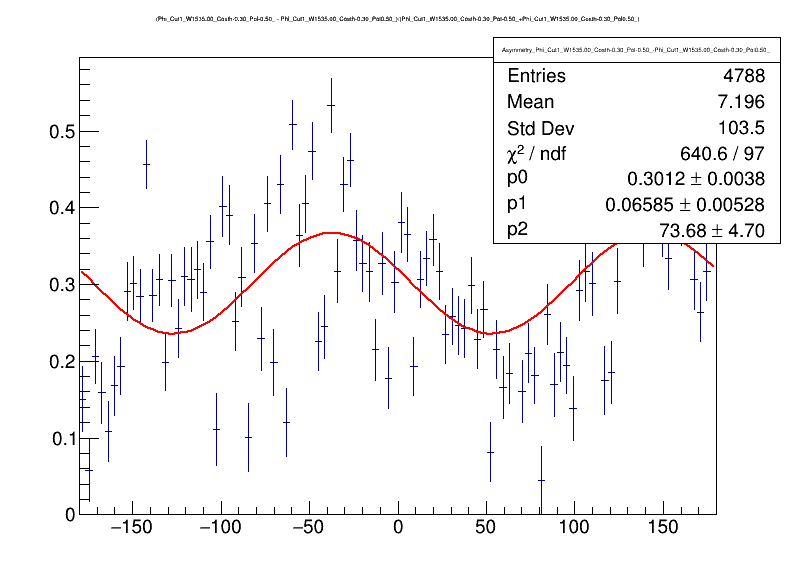 (Phi_Cut1_W1535.00_Costh-0.30_Pol-0.50_ - Phi_Cut1_W1535.00_Costh-0.30_Pol0.50_)/(Phi_Cut1_W1535.00_Costh-0.30_Pol-0.50_+Phi_Cut1_W1535.00_Costh-0.30_Pol0.50_)
Asymmetry_Phi_Cut1_W1535.00_Costh-0.30_Pol-0.50_-Phi_Cut1_W1535.00_Costh-0.30_Pol0.50_
Entries 4788
Mean 7.196
Std Dev 103.5
χ² / ndf 640.6 / 97
p0 0.3012 ± 0.0038
p1 0.06585 ± 0.00528
p2 73.68 ± 4.70
0.5
0.4
0.3
0.2
0.1
0
−150 −100 −50 0 50 100 150